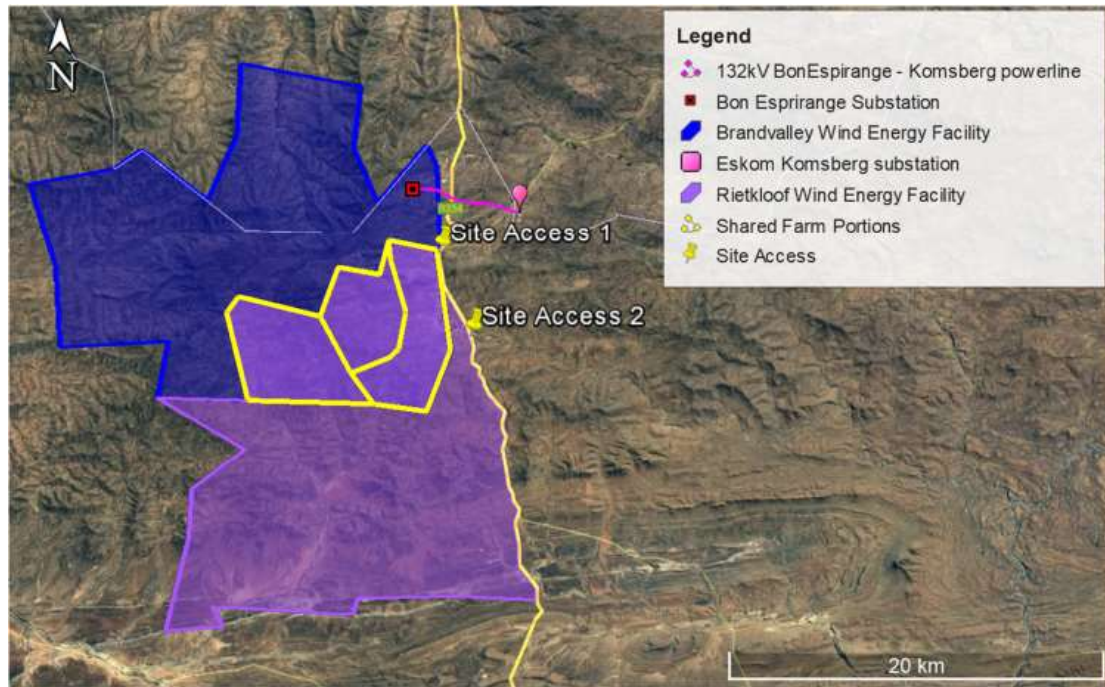 N
Legend
132kV BonEspirange - Komsberg powerline
Bon Esprirange Substation
Brandvalley Wind Energy Facility
Eskom Komsberg substation
Rietkloof Wind Energy Facility
Shared Farm Portions
Site Access
Site Access 1
Site Access 2
20 km